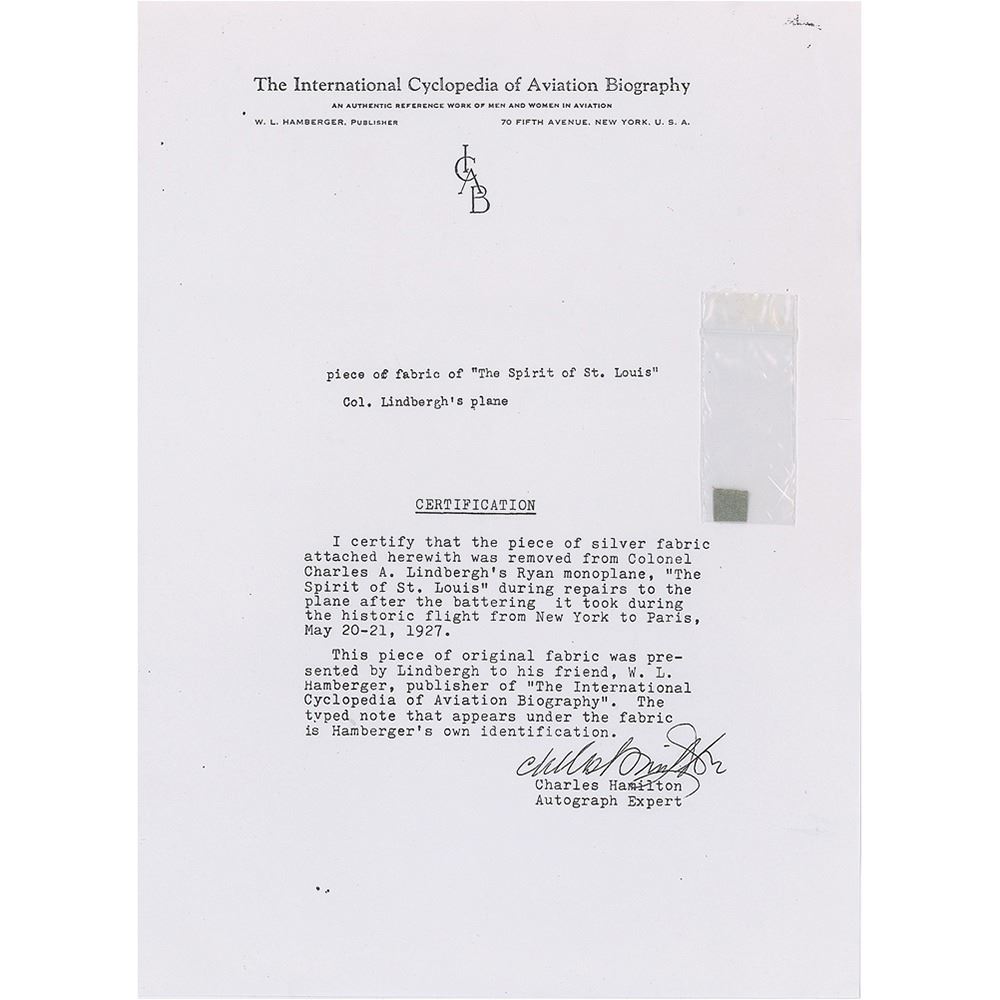 The International Cyclopedia of Aviation Biography
AN AUTHENTIC REFERENCE WORK OF MEN AND WOMEN IN AVIATION
W. L. HAMBERGER, PUBLISHER 70 FIFTH AVENUE, NEW YORK, U. S. A.
ICAB
piece of fabric of "The Spirit of St. Louis"
Col. Lindbergh's plane
CERTIFICATION
I certify that the piece of silver fabric
attached herewith was removed from Colonel
Charles A. Lindbergh's Ryan monoplane, "The
Spirit of St. Louis" during repairs to the
plane after the battering it took during
the historic flight from New York to Paris,
May 20-21, 1927.
This piece of original fabric was pre-
sented by Lindbergh to his friend, W. L.
Hamberger, publisher of "The International
Cyclopedia of Aviation Biography". The
typed note that appears under the fabric
is Hamberger's own identification.
Charles Hamilton
Charles Hamilton
Autograph Expert